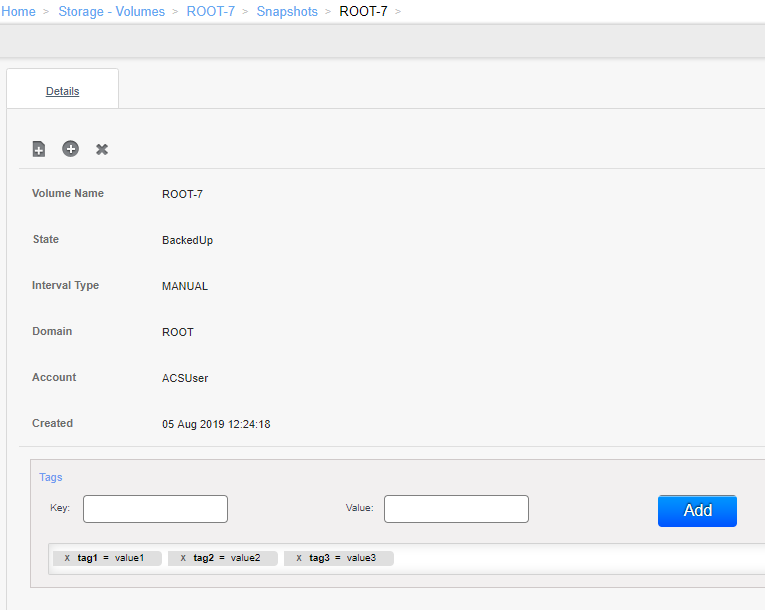 Home > Storage - Volumes > ROOT-7 > Snapshots > ROOT-7 >
Details
Volume Name ROOT-7
State BackedUp
Interval Type MANUAL
Domain ROOT
Account ACSUser
Created 05 Aug 2019 12:24:18
Tags
Key: Value: Add
x tag1 = value1 x tag2 = value2 x tag3 = value3